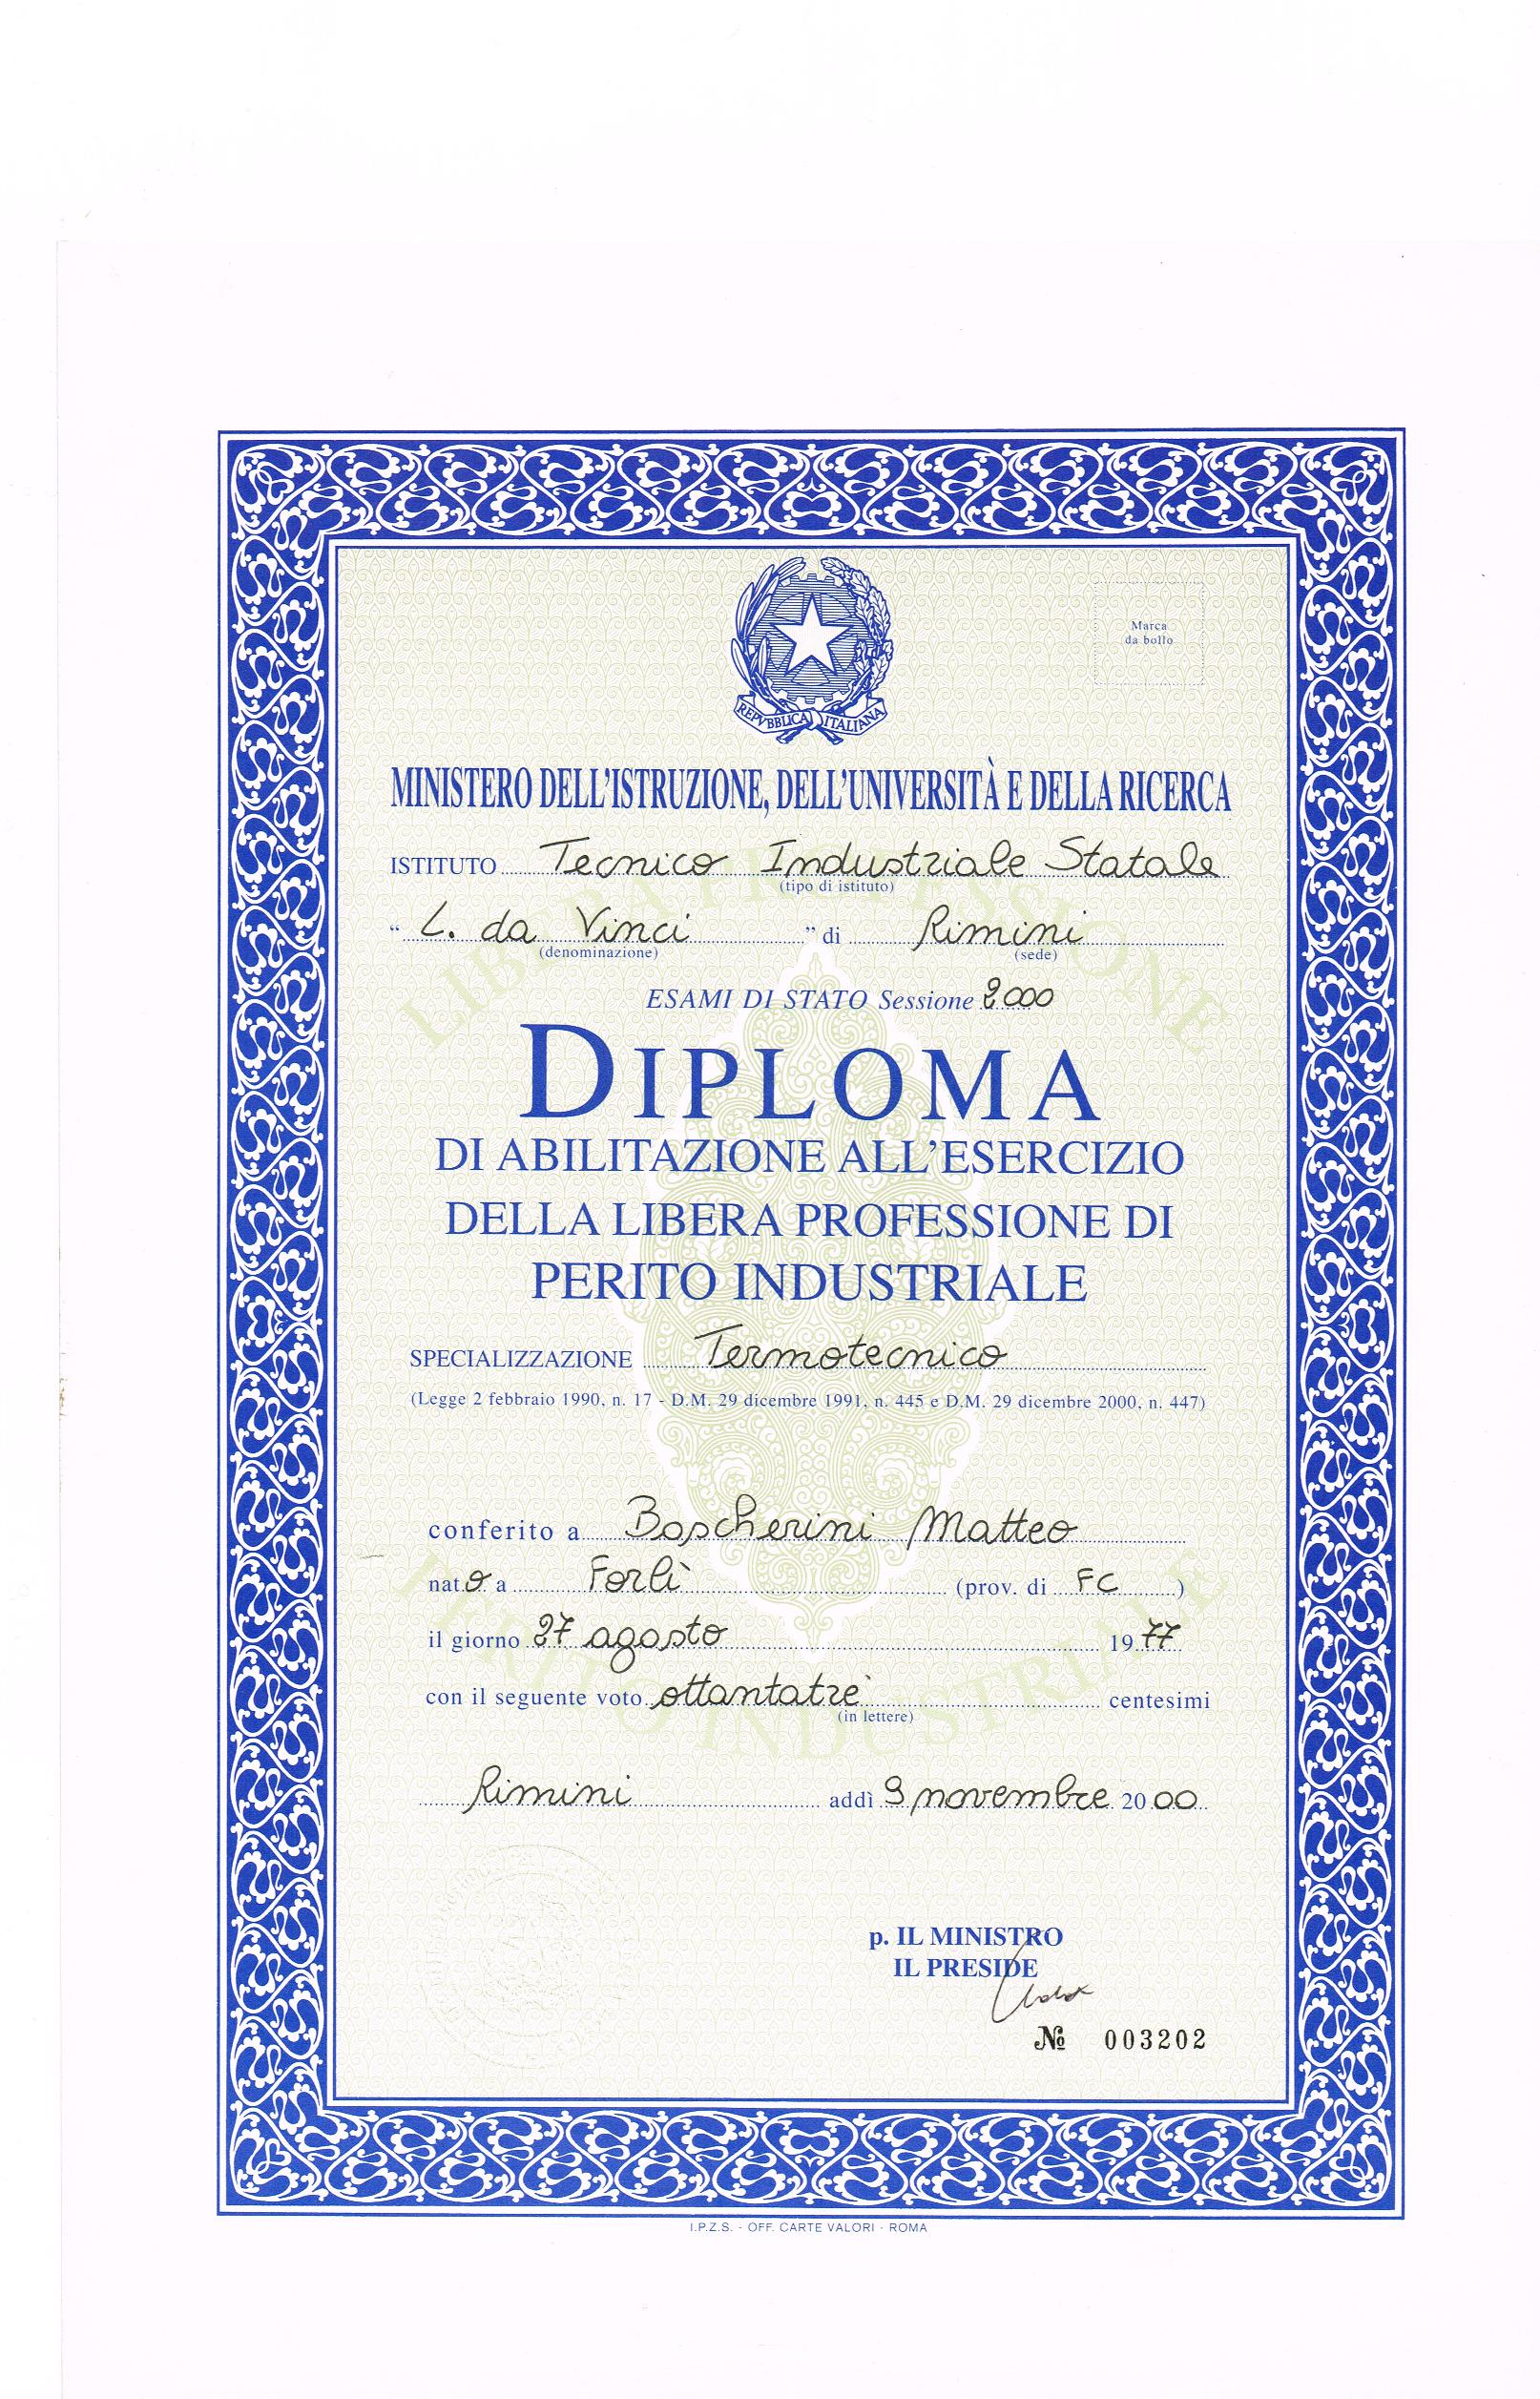 REPVBBLICA ITALIANA
Marca
da bollo
MINISTERO DELL'ISTRUZIONE, DELL'UNIVERSITÀ E DELLA RICERCA
ISTITUTO Tecnico Industriale Statale
(tipo di istituto)
" L. da Vinci " di Rimini
(denominazione) (sede)
LIBERA PROFESSIONE
ESAMI DI STATO Sessione 2000
DIPLOMA
DI ABILITAZIONE ALL'ESERCIZIO
DELLA LIBERA PROFESSIONE DI
PERITO INDUSTRIALE
SPECIALIZZAZIONE Termotecnico
(Legge 2 febbraio 1990, n. 17 - D.M. 29 dicembre 1991, n. 445 e D.M. 29 dicembre 2000, n. 447)
conferito a Boscherini Matteo
nato a Forlì (prov. di FC)
il giorno 27 agosto 1977
con il seguente voto ottantatrè centesimi
(in lettere)
PERITO INDUSTRIALE
Rimini addì 9 novembre 2000
p. IL MINISTRO
IL PRESIDE
№ 003202
I.P.Z.S. - OFF. CARTE VALORI - ROMA